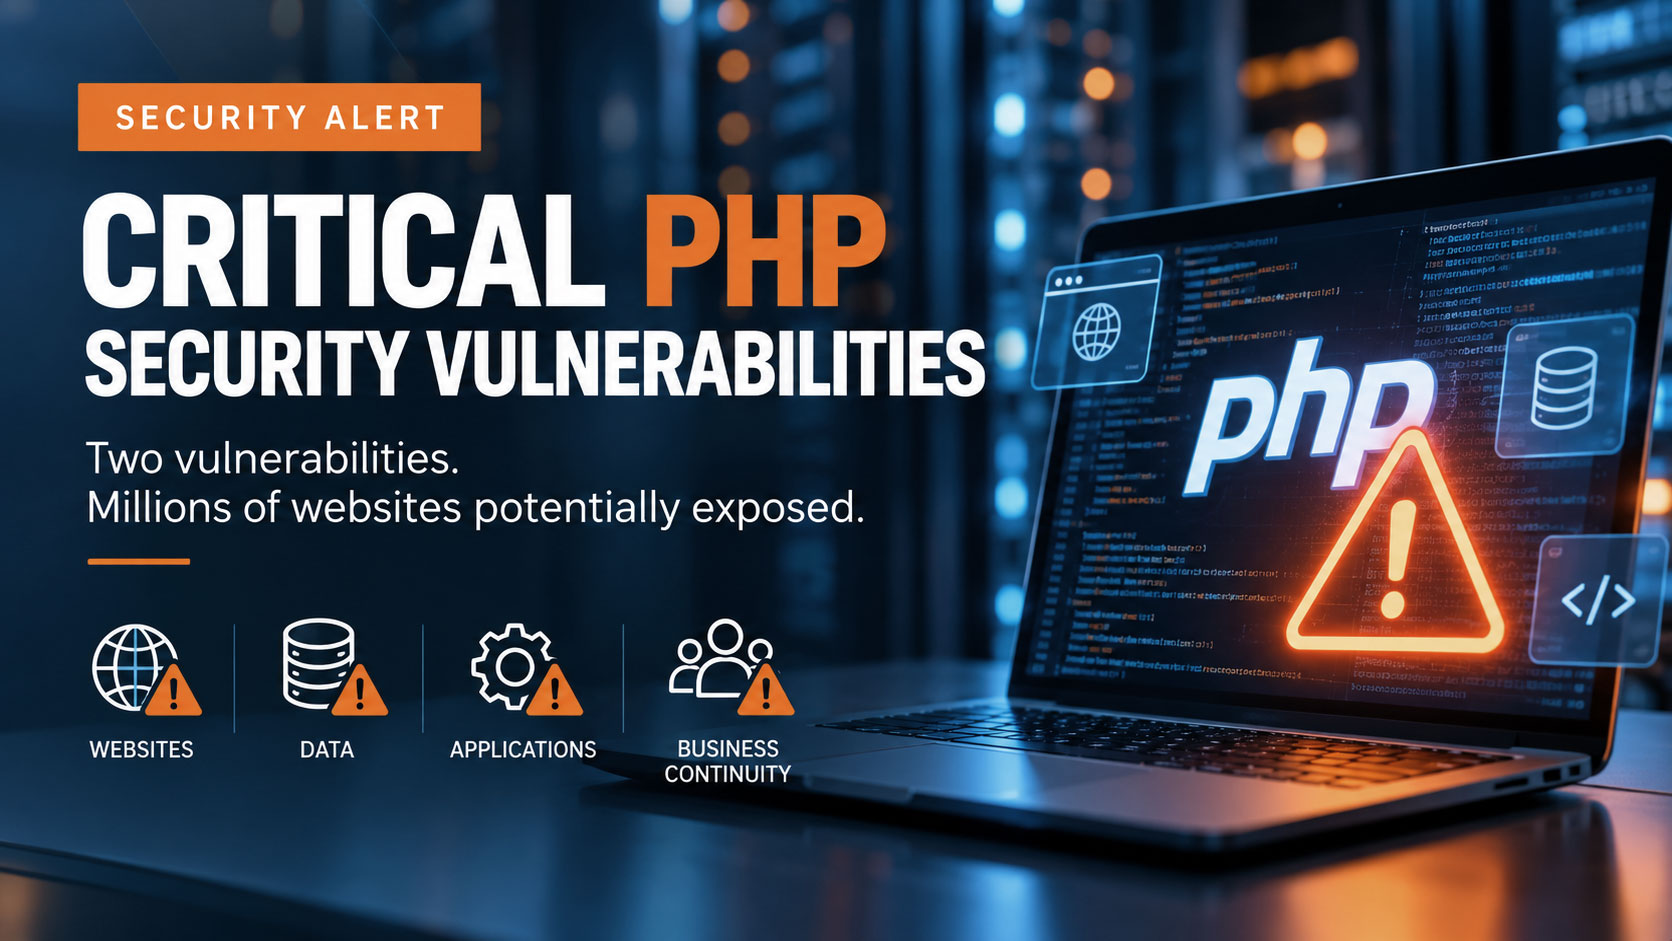 SECURITY ALERT
CRITICAL PHP
SECURITY VULNERABILITIES
Two vulnerabilities.
Millions of websites potentially exposed.
WEBSITES
DATA
APPLICATIONS
BUSINESS
CONTINUITY
php